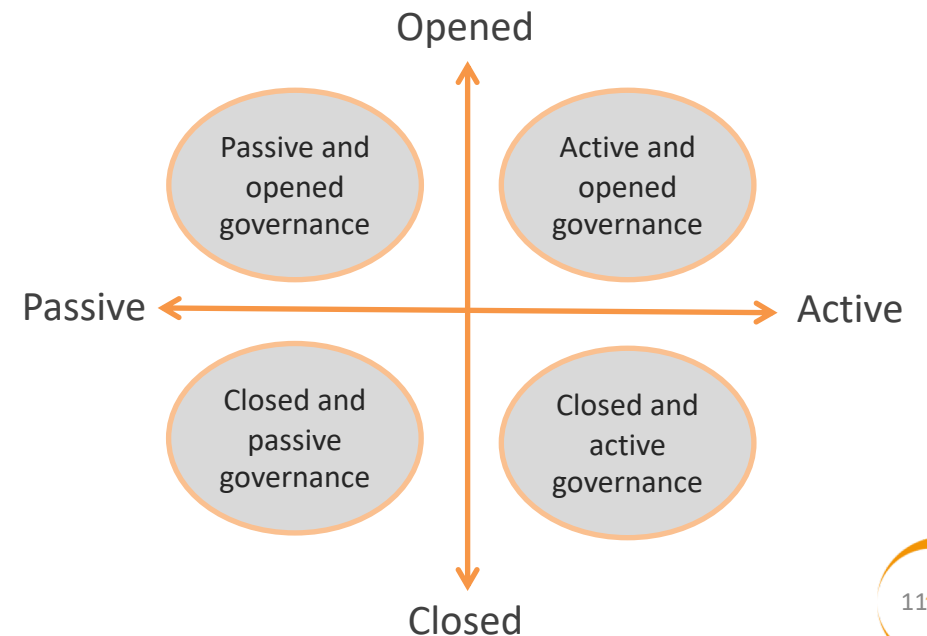 Opened
Passive and
opened
governance
Active and
opened
governance
Passive
Active
Closed and
passive
governance
Closed and
active
governance
Closed
11